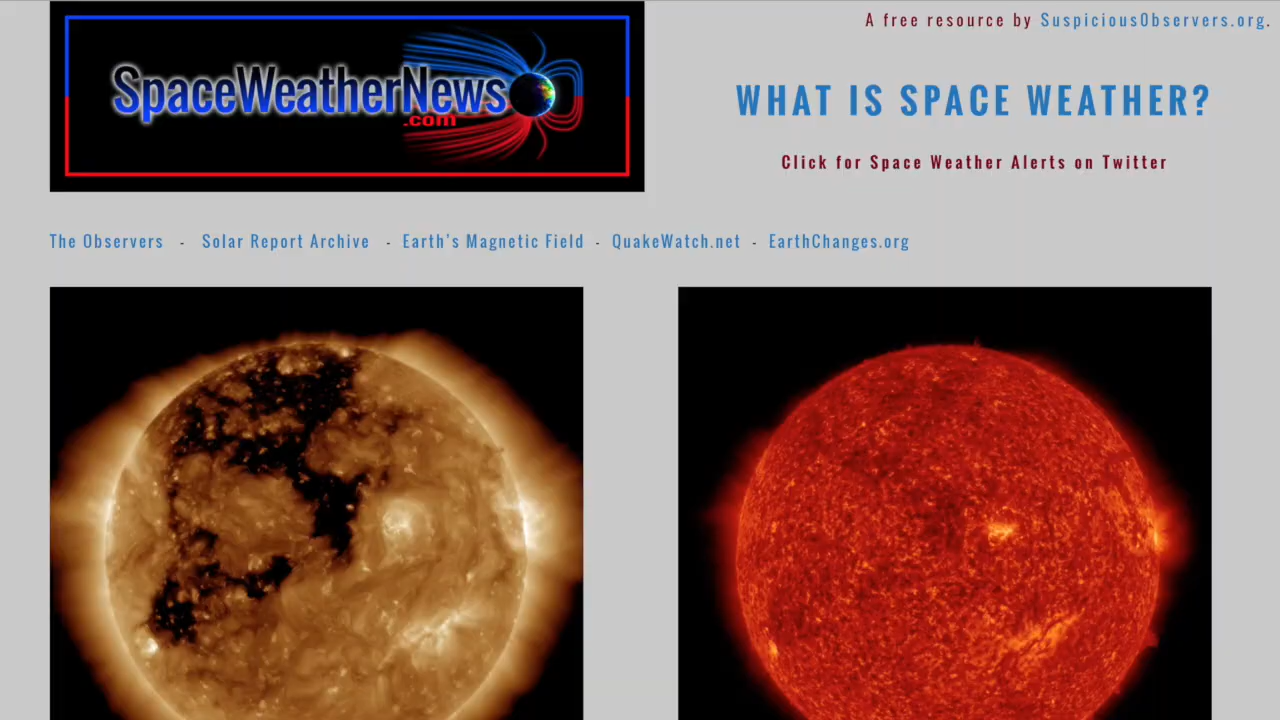 A free resource by SuspiciousObservers.org.
SpaceWeatherNews
.com
WHAT IS SPACE WEATHER?
Click for Space Weather Alerts on Twitter
The Observers - Solar Report Archive - Earth's Magnetic Field - QuakeWatch.net - EarthChanges.org